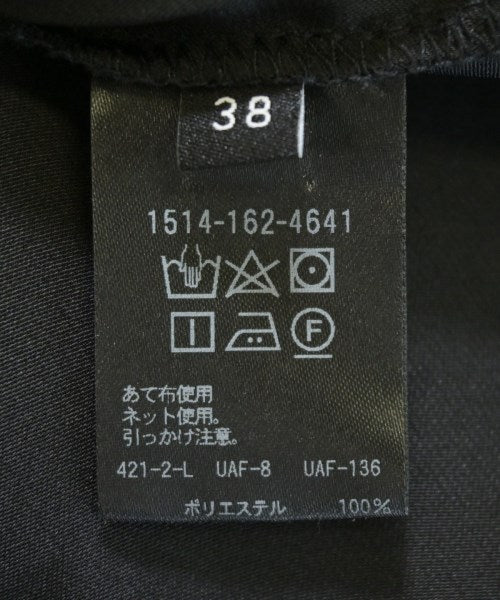 38
1514-162-4641
F
あて布使用
ネット使用。
引っかけ注意。
421-2-L UAF-8 UAF-136
ポリエステル 100%